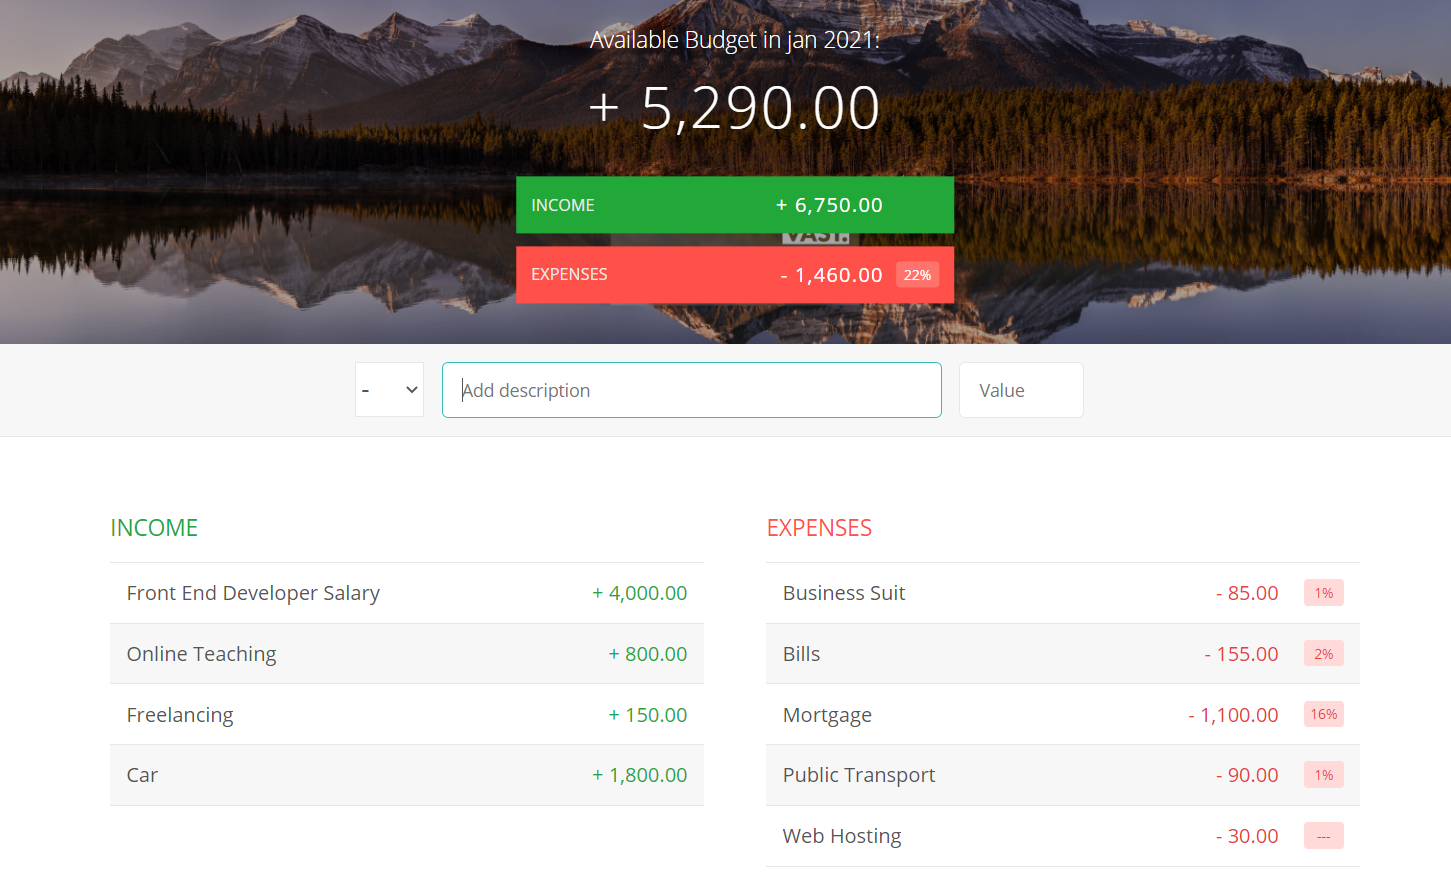 Available Budget in jan 2021:
+ 5,290.00
INCOME + 6,750.00
VAST.
EXPENSES - 1,460.00 22%
- Add description Value
INCOME
Front End Developer Salary + 4,000.00
Online Teaching + 800.00
Freelancing + 150.00
Car + 1,800.00
EXPENSES
Business Suit - 85.00 1%
Bills - 155.00 2%
Mortgage - 1,100.00 16%
Public Transport - 90.00 1%
Web Hosting - 30.00 ---